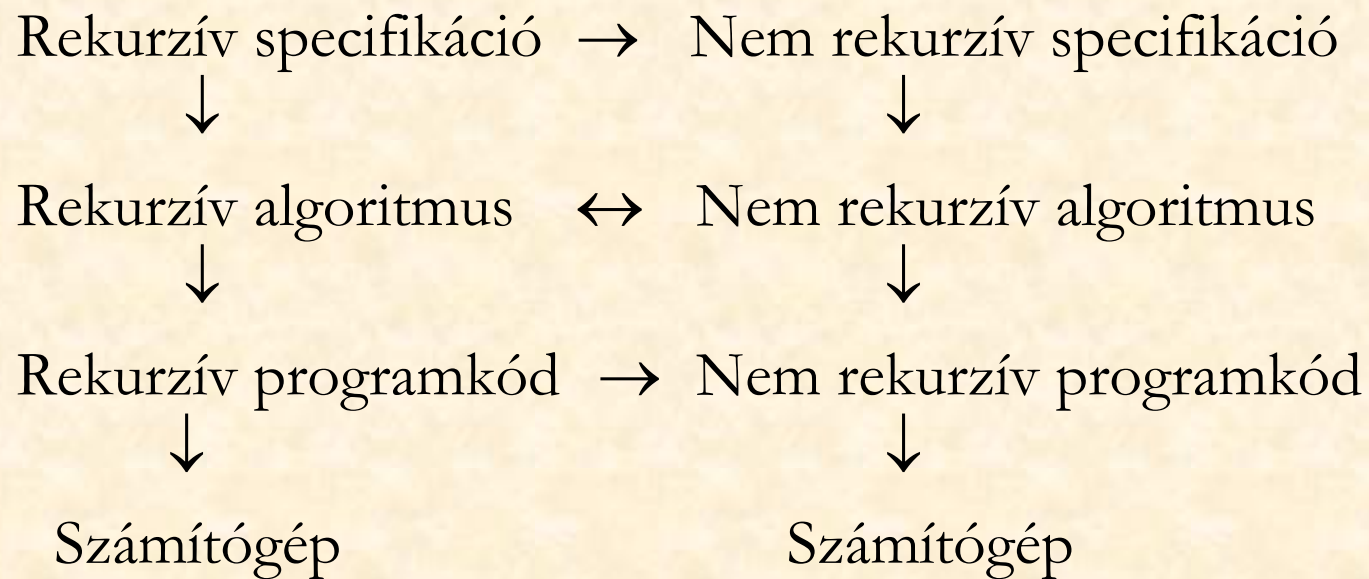 Rekurzív specifikáció → Nem rekurzív specifikáció
↓ ↓
Rekurzív algoritmus ↔ Nem rekurzív algoritmus
↓ ↓
Rekurzív programkód → Nem rekurzív programkód
↓ ↓
Számítógép Számítógép